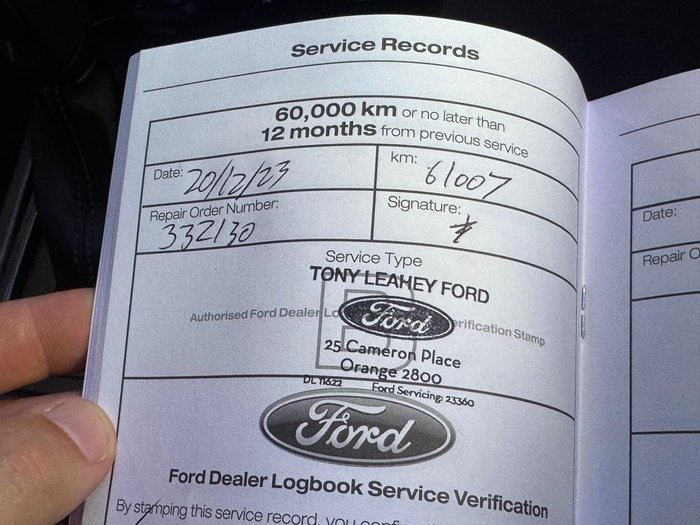 Service Records
60,000 km or no later than
12 months from previous service
Date: 20/12/23
km: 61007
Repair Order Number: 332130
Signature:
Service Type
B
TONY LEAHEY FORD
Authorised Ford Dealer Lo Ford erification Stamp
25 Cameron Place
Orange 2800
DL 11622 Ford Servicing: 23360
Ford
Ford Dealer Logbook Service Verification
By stamping this service record, you conf
Date:
Repair O